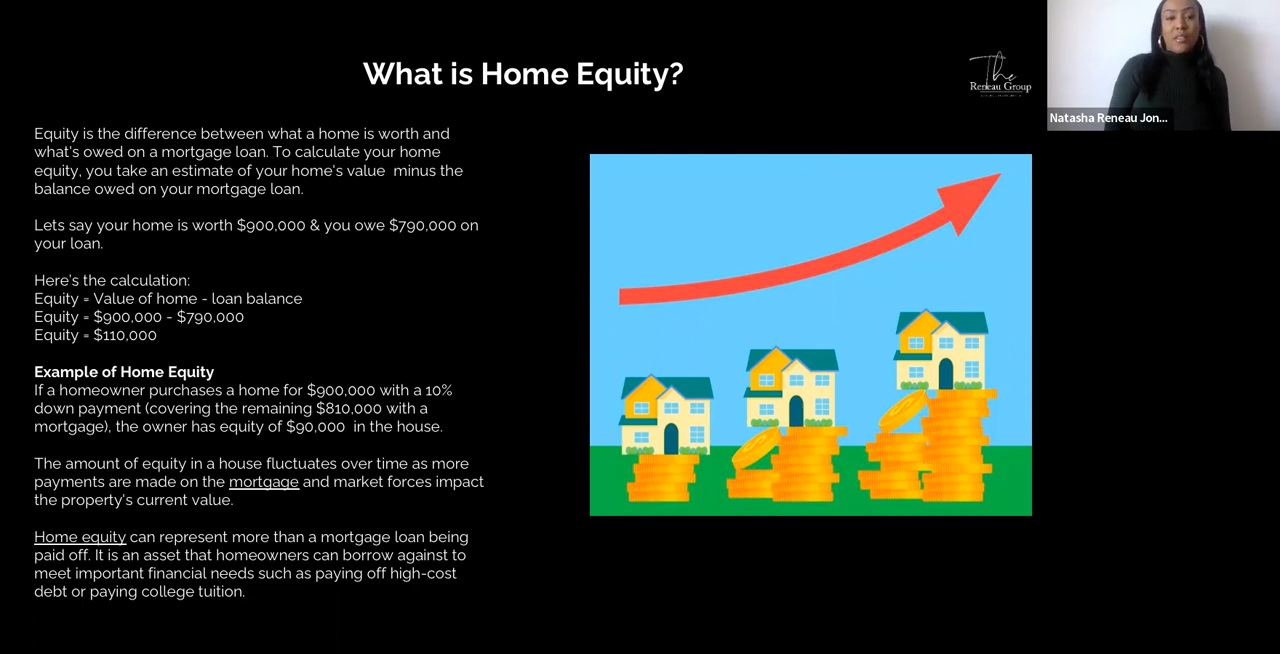 What is Home Equity?
The
Reneau Group
Natasha Reneau Jon...
Equity is the difference between what a home is worth and
what's owed on a mortgage loan. To calculate your home
equity, you take an estimate of your home's value  minus the
balance owed on your mortgage loan.
Lets say your home is worth $900,000 & you owe $790,000 on
your loan.
Here's the calculation:
Equity = Value of home - loan balance
Equity = $900,000 - $790,000
Equity = $110,000
Example of Home Equity
If a homeowner purchases a home for $900,000 with a 10%
down payment (covering the remaining $810,000 with a
mortgage), the owner has equity of $90,000  in the house.
The amount of equity in a house fluctuates over time as more
payments are made on the mortgage and market forces impact
the property's current value.
Home equity can represent more than a mortgage loan being
paid off. It is an asset that homeowners can borrow against to
meet important financial needs such as paying off high-cost
debt or paying college tuition.